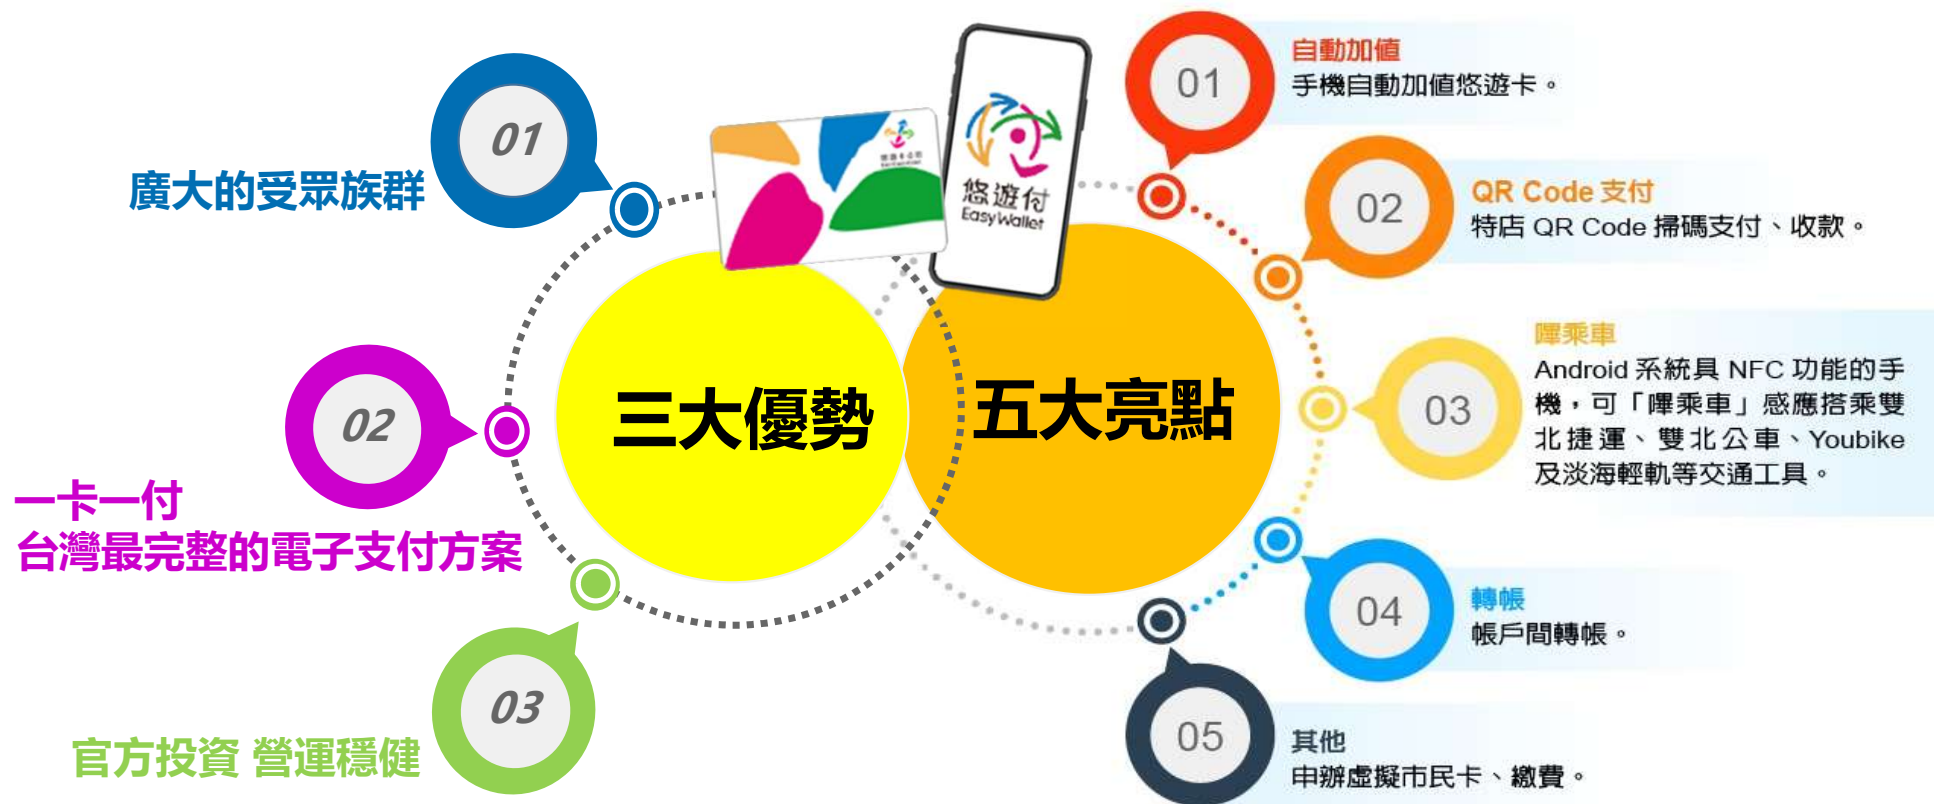 01
廣大的受眾族群
02
一卡一付
台灣最完整的電子支付方案
03
官方投資 營運穩健
三大優勢
悠遊付
EasyWallet
五大亮點
01
自動加值
手機自動加值悠遊卡。
02
QR Code 支付
特店 QR Code 掃碼支付、收款。
03
嗶乘車
Android 系統具 NFC 功能的手
機，可「嗶乘車」感應搭乘雙
北捷運、雙北公車、Youbike
及淡海輕軌等交通工具。
04
轉帳
帳戶間轉帳。
05
其他
申辦虛擬市民卡、繳費。